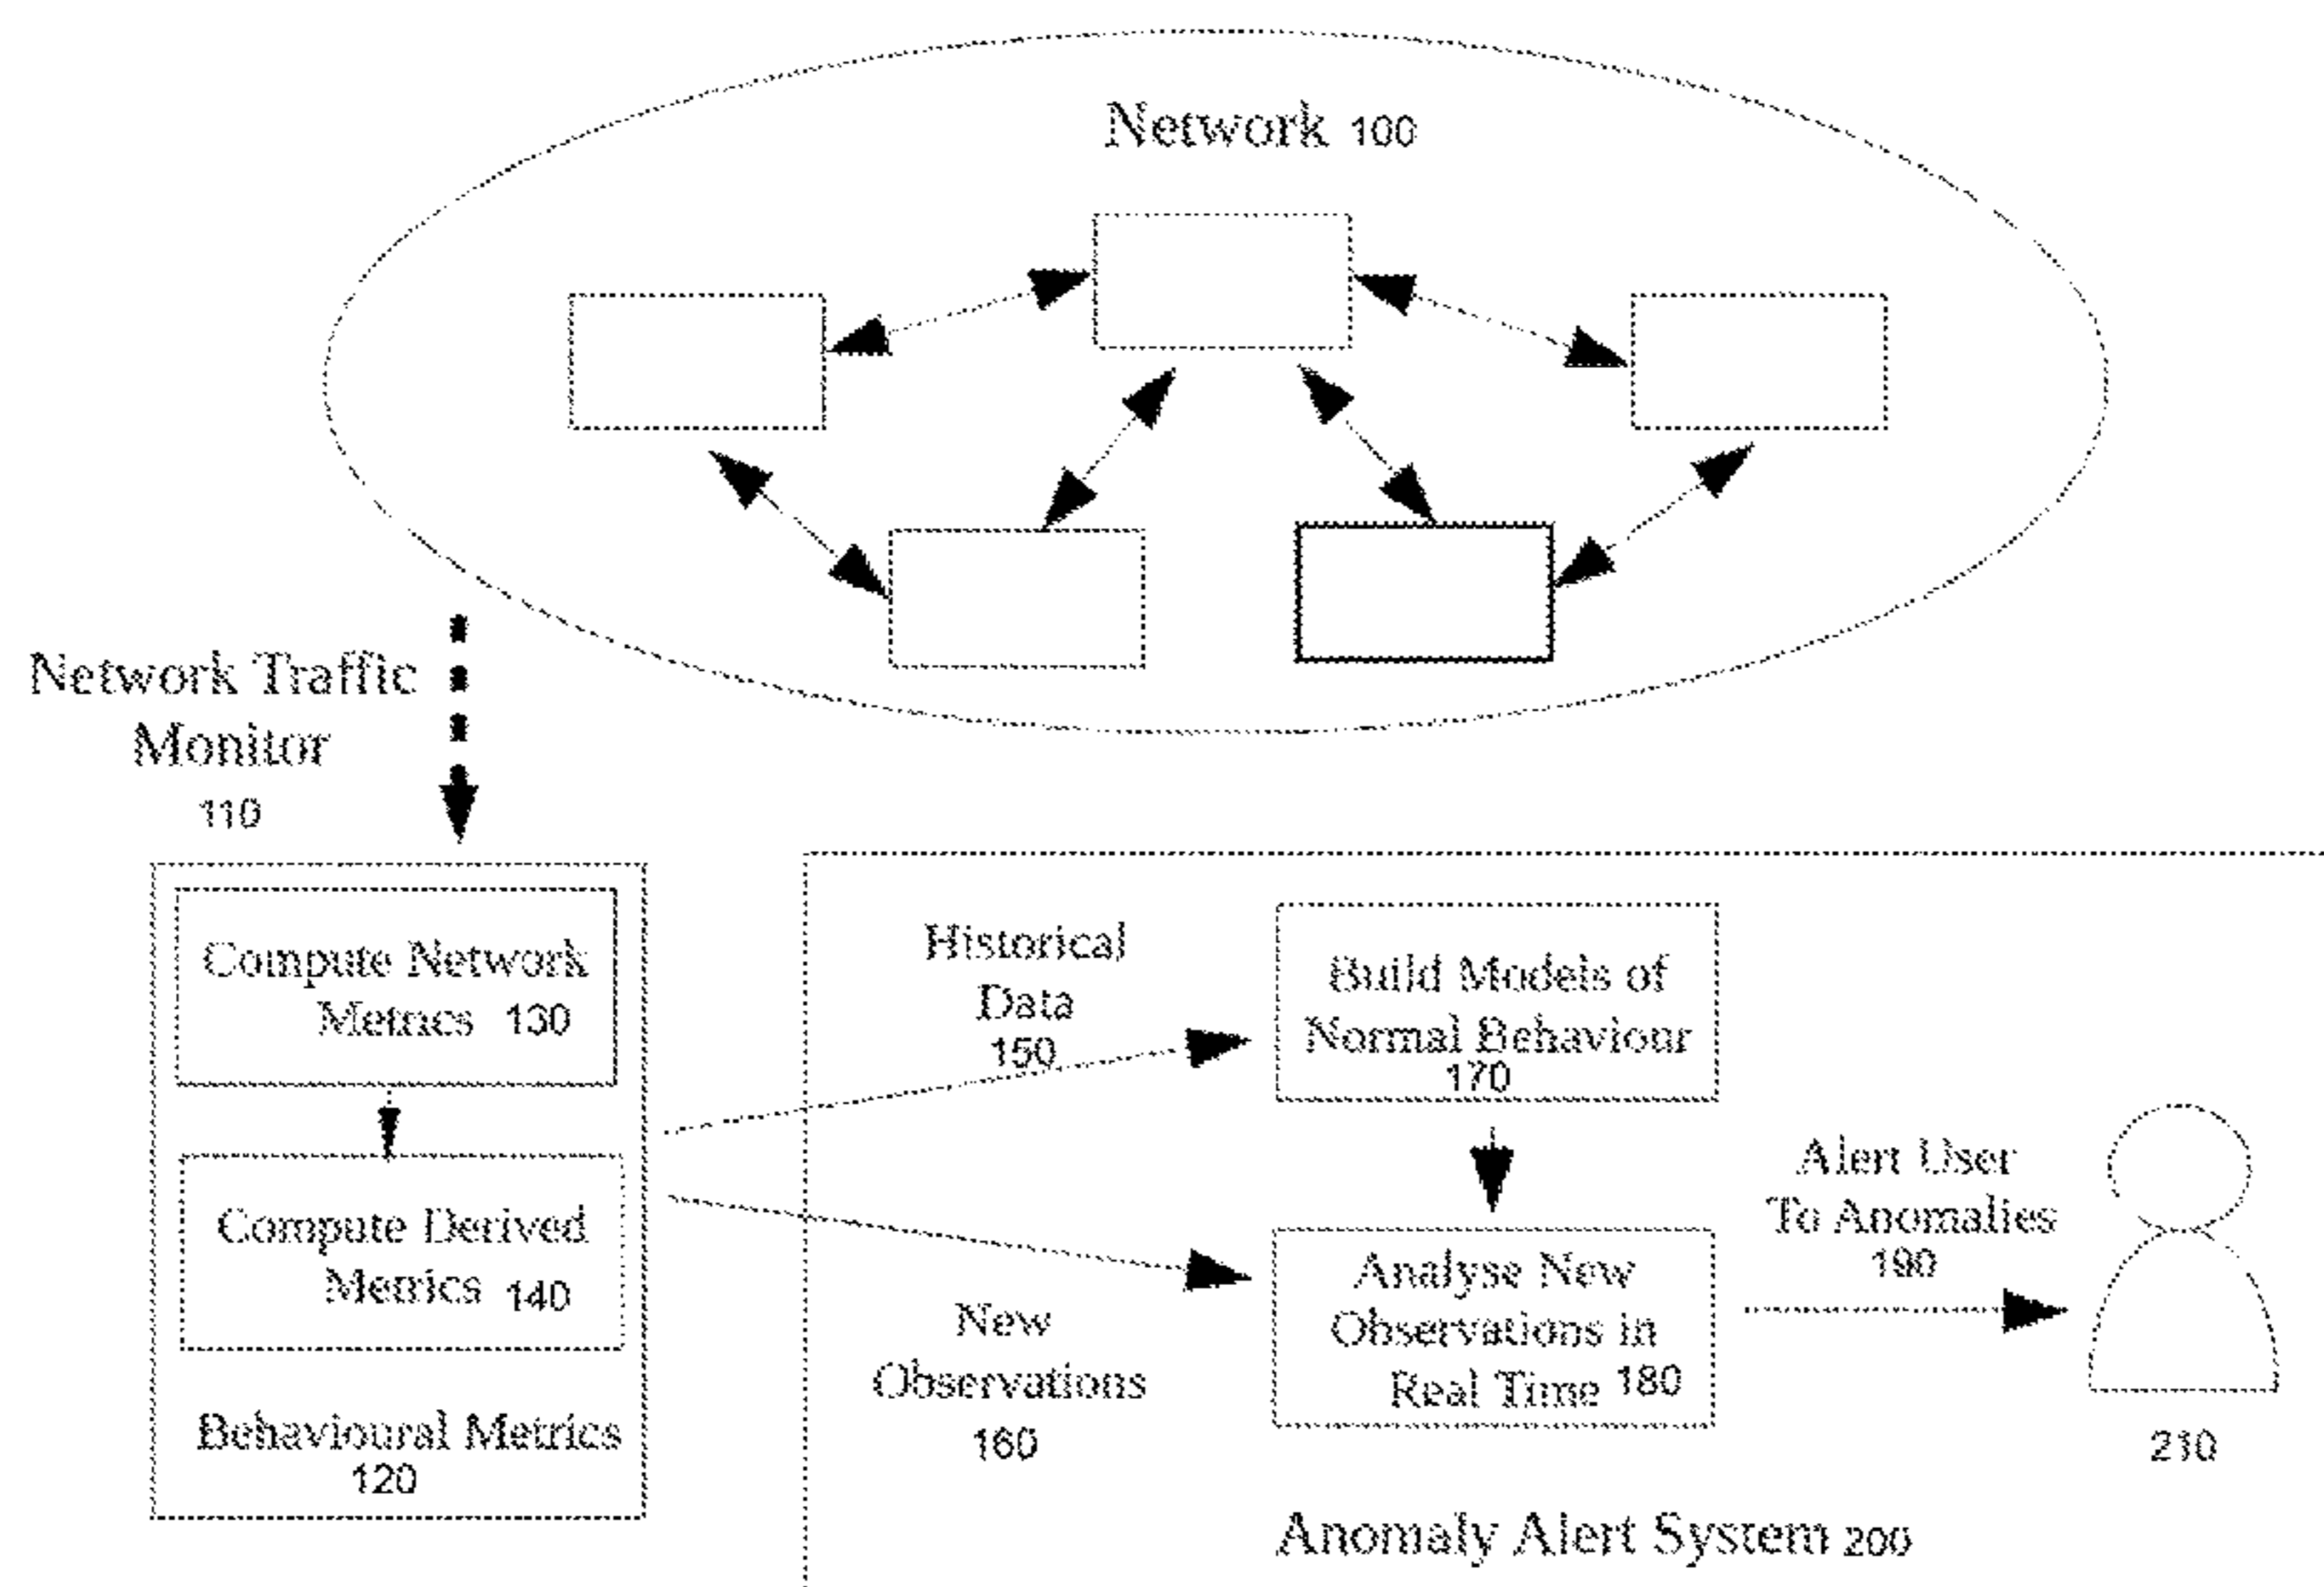 Network 100
Network Traffic
Monitor
110
Compute Network
Metrics 130
Compute Derived
Metrics 140
Behavioural Metrics
120
Historical
Data
150
Build Models of
Normal Behaviour
170
New
Observations
160
Analyse New
Observations in
Real Time 180
Alert User
To Anomalies
190
210
Anomaly Alert System 200